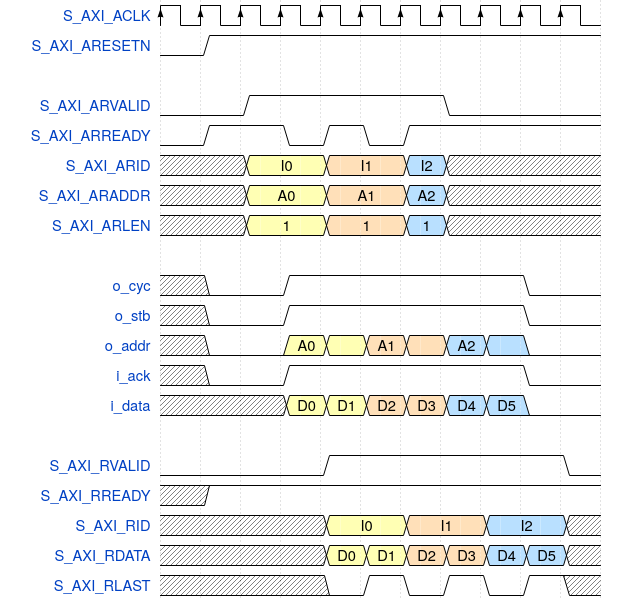 S_AXI_ACLK
S_AXI_ARESETN
S_AXI_ARVALID
S_AXI_ARREADY
S_AXI_ARID I0 I1 I2
S_AXI_ARADDR A0 A1 A2
S_AXI_ARLEN 1 1 1
o_cyc
o_stb
o_addr A0 A1 A2
i_ack
i_data D0 D1 D2 D3 D4 D5
S_AXI_RVALID
S_AXI_RREADY
S_AXI_RID I0 I1 I2
S_AXI_RDATA D0 D1 D2 D3 D4 D5
S_AXI_RLAST